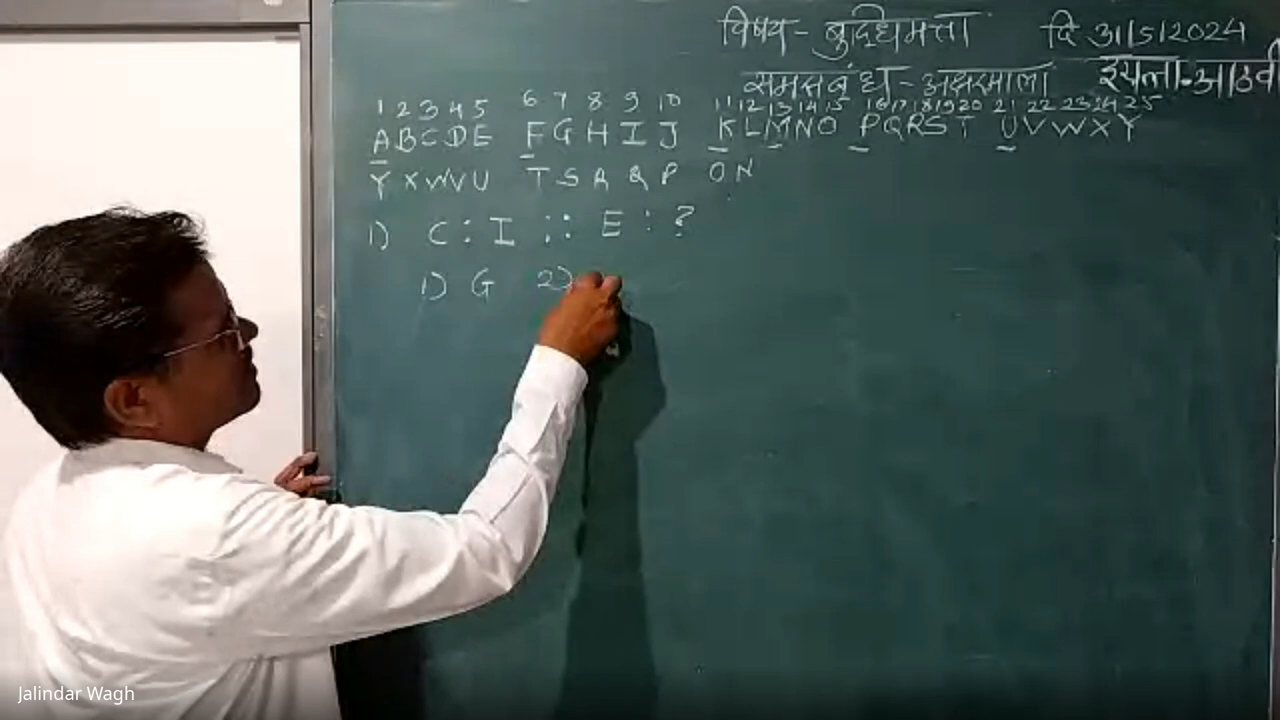 विषय - बुद्धिमत्ता दि 31/5/2024
समसंबंध - अक्षरमाला इयत्ता - आठवी
1 2 3 4 5 6 7 8 9 10 11 12 13 14 15 16 17 18 19 20 21 22 23 24 25
A B C D E F G H I J K L M N O P Q R S T U V W X Y
Y X W V U T S R Q P O N
1) C : I :: E : ?
1) G 2)
Jalindar Wagh